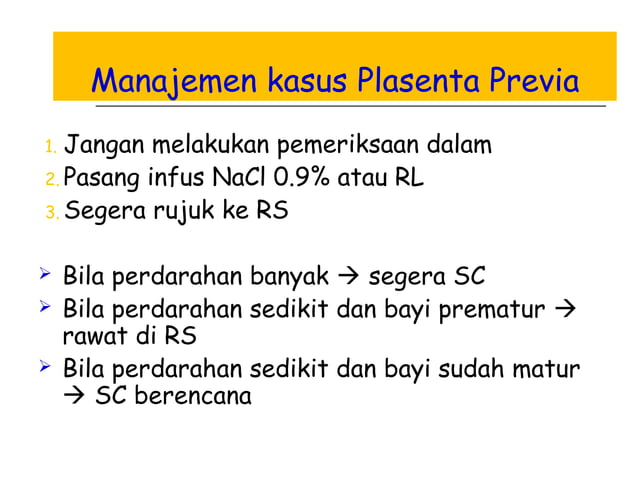 Manajemen kasus Plasenta Previa
1. Jangan melakukan pemeriksaan dalam
2. Pasang infus NaCl 0.9% atau RL
3. Segera rujuk ke RS
➢ Bila perdarahan banyak → segera SC
➢ Bila perdarahan sedikit dan bayi prematur →
rawat di RS
➢ Bila perdarahan sedikit dan bayi sudah matur
→ SC berencana